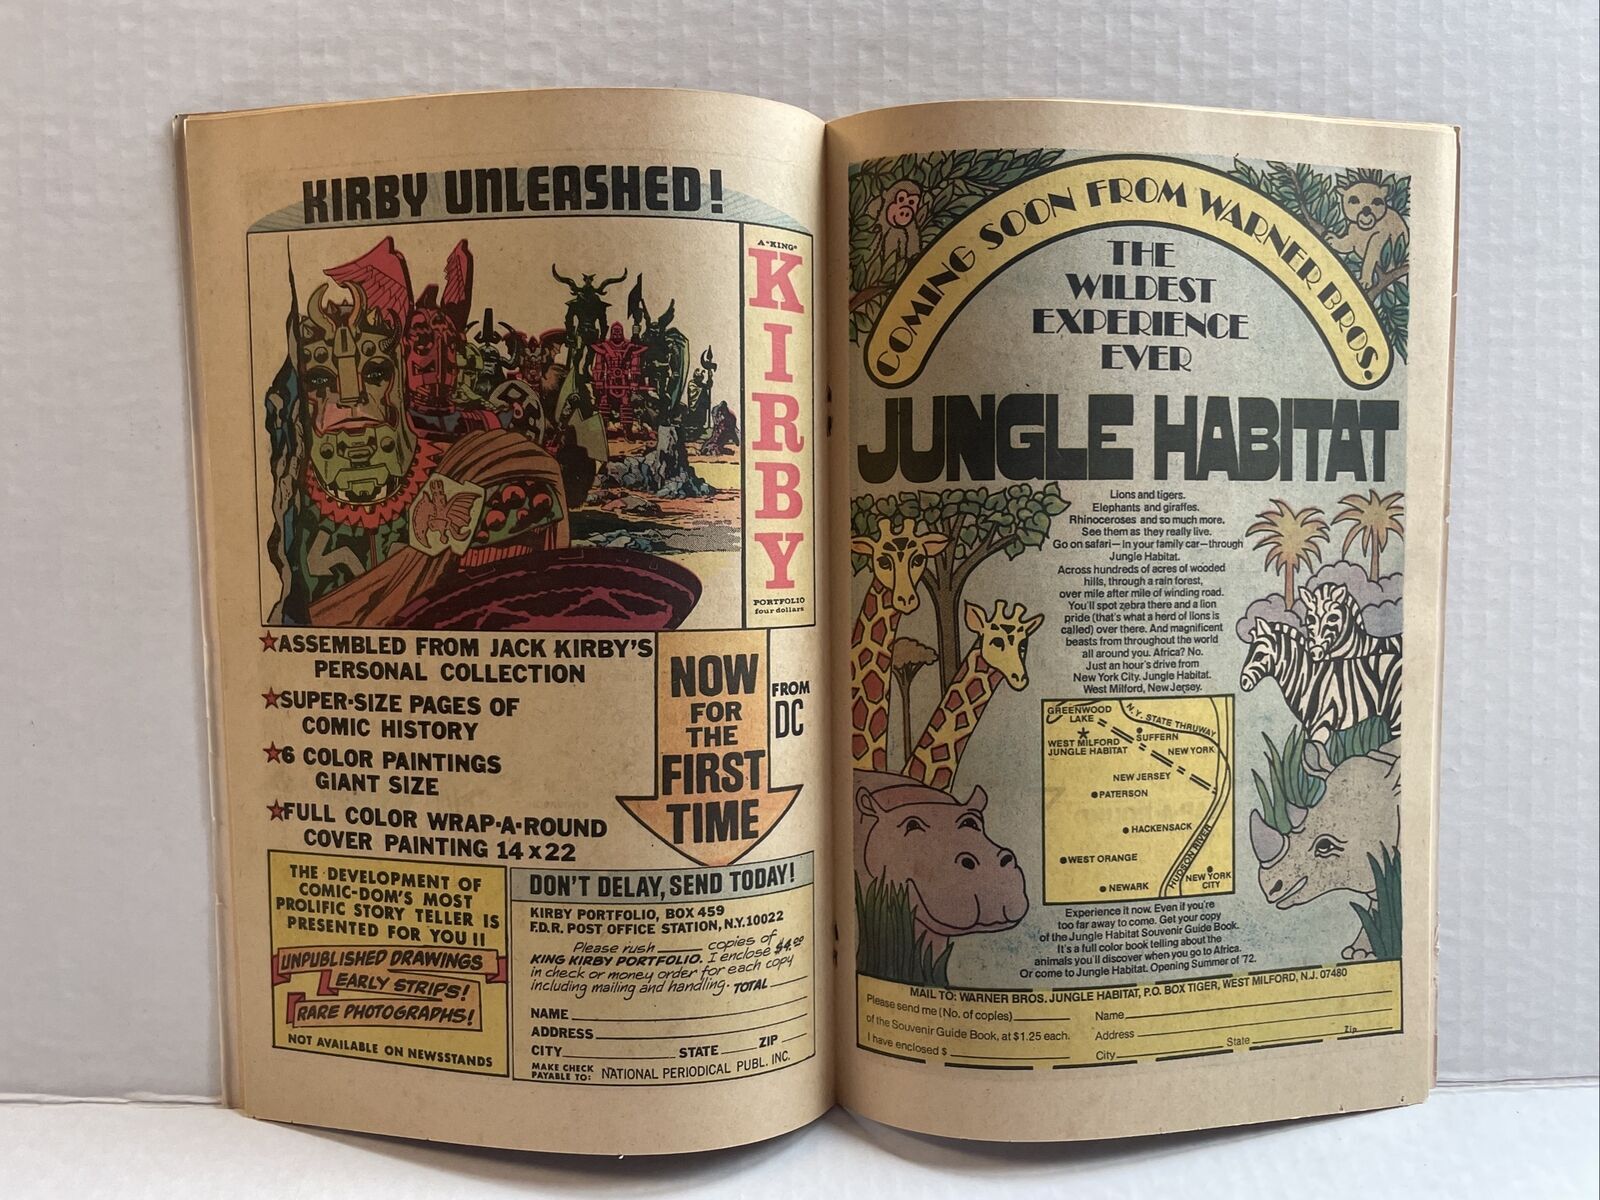 KIRBY UNLEASHED!
A "KING"
KIRBY
PORTFOLIO
four dollars
★ASSEMBLED FROM JACK KIRBY'S
PERSONAL COLLECTION
★SUPER-SIZE PAGES OF
COMIC HISTORY
★6 COLOR PAINTINGS
GIANT SIZE
★FULL COLOR WRAP-A-ROUND
COVER PAINTING 14 x 22
NOW
FOR
THE
FIRST
TIME
FROM
DC
THE DEVELOPMENT OF
COMIC-DOM'S MOST
PROLIFIC STORY TELLER IS
PRESENTED FOR YOU !!
UNPUBLISHED DRAWINGS
EARLY STRIPS!
RARE PHOTOGRAPHS!
NOT AVAILABLE ON NEWSSTANDS
DON'T DELAY, SEND TODAY!
KIRBY PORTFOLIO, BOX 459
F.D.R. POST OFFICE STATION, N.Y. 10022
Please rush ______ copies of
KING KIRBY PORTFOLIO. I enclose $4.00
in check or money order for each copy
including mailing and handling. TOTAL ____
NAME ____
ADDRESS ____
CITY ____ STATE ____ ZIP ____
MAKE CHECK
PAYABLE TO: NATIONAL PERIODICAL PUBL. INC.
COMING SOON FROM WARNER BROS.
THE
WILDEST
EXPERIENCE
EVER
JUNGLE HABITAT
Lions and tigers.
Elephants and giraffes.
Rhinoceroses and so much more.
See them as they really live.
Go on safari—in your family car—through
Jungle Habitat.
Across hundreds of acres of wooded
hills, through a rain forest,
over mile after mile of winding road.
You'll spot zebra there and a lion
pride (that's what a herd of lions is
called) over there. And magnificent
beasts from throughout the world
all around you. Africa? No.
Just an hour's drive from
New York City. Jungle Habitat.
West Milford, New Jersey.
GREENWOOD
LAKE
N.Y. STATE THRUWAY
SUFFERN
WEST MILFORD
JUNGLE HABITAT
NEW YORK
NEW JERSEY
PATERSON
HACKENSACK
WEST ORANGE
HUDSON RIVER
NEW YORK
CITY
NEWARK
Experience it now. Even if you're
too far away to come. Get your copy
of the Jungle Habitat Souvenir Guide Book.
It's a full color book telling about the
animals you'll discover when you go to Africa.
Or come to Jungle Habitat. Opening Summer of '72.
MAIL TO: WARNER BROS. JUNGLE HABITAT, P.O. BOX TIGER, WEST MILFORD, N.J. 07480
Please send me (No. of copies) ____ Name ____
of the Souvenir Guide Book, at $1.25 each. Address ____ Zip ____
I have enclosed $ ____ City ____ State ____